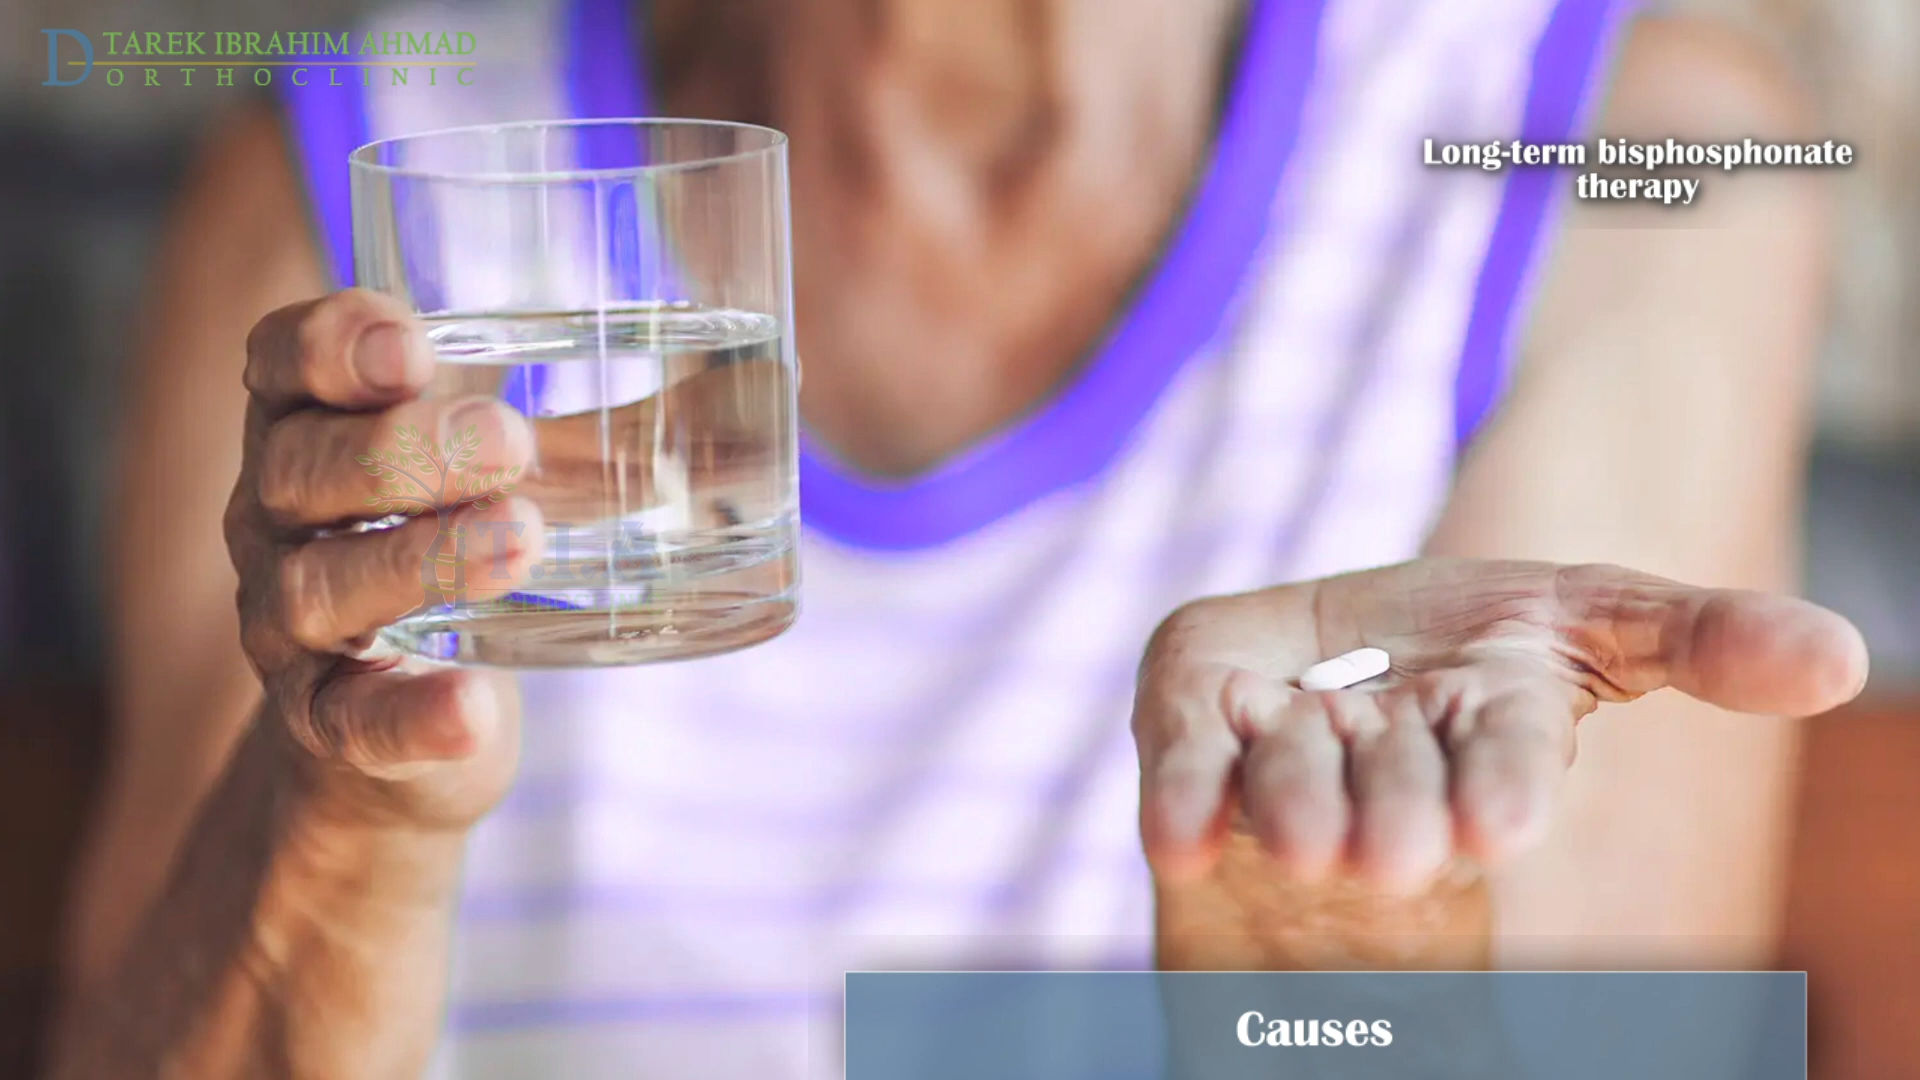 D TAREK IBRAHIM AHMAD
ORTHOCLINIC
Long-term bisphosphonate
therapy
T.I.A
Causes